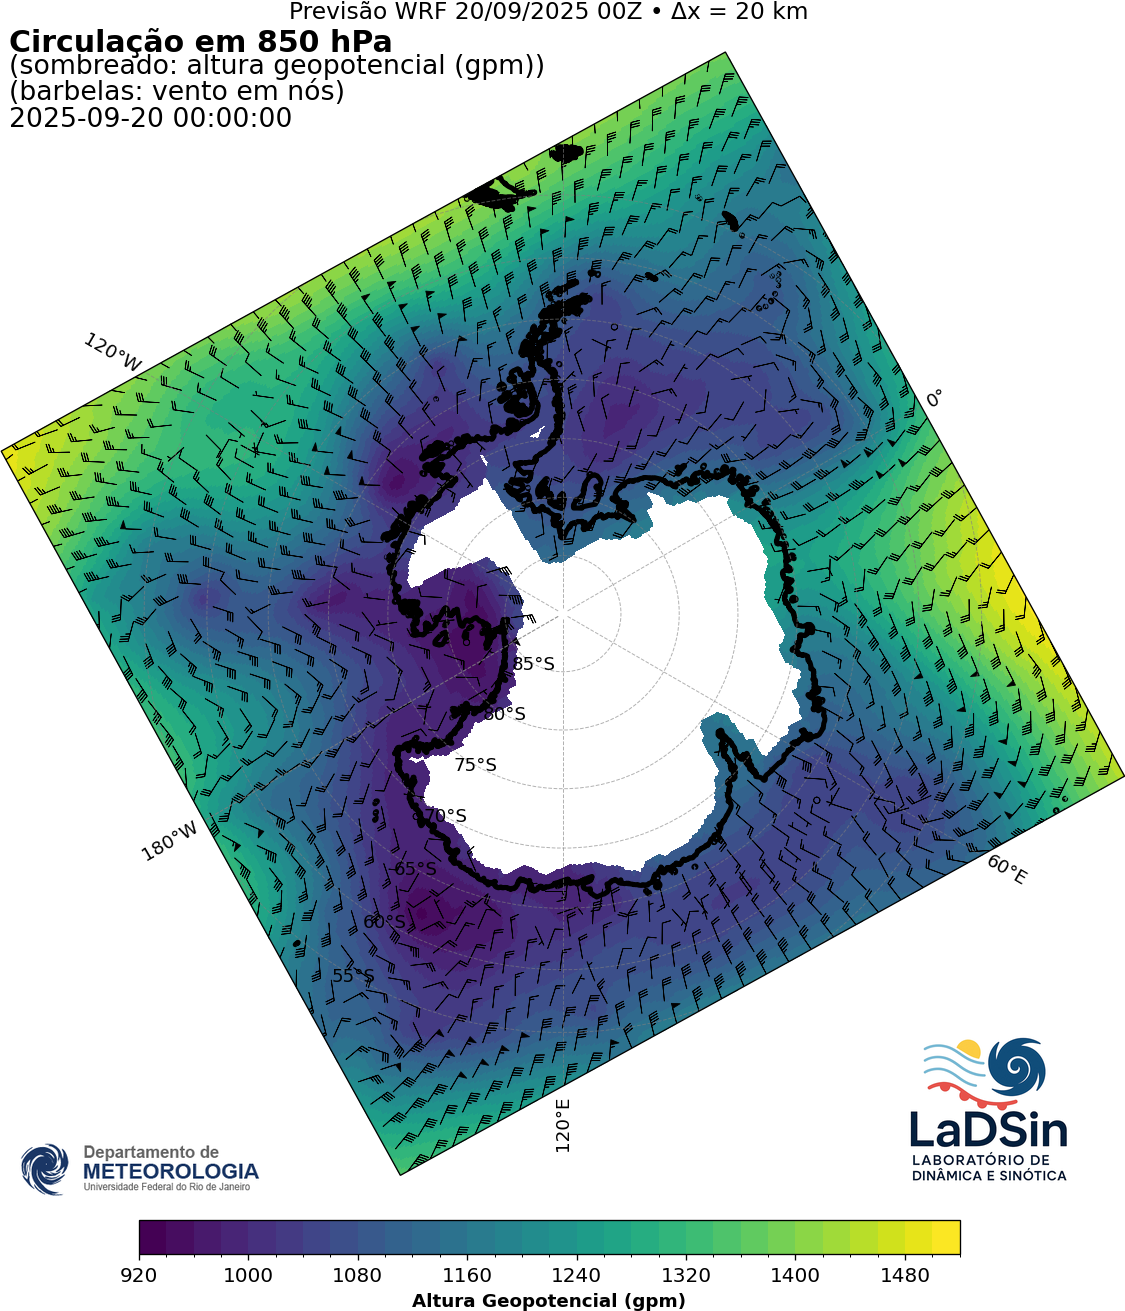 Previsão WRF 20/09/2025 00Z • Δx = 20 km
Circulação em 850 hPa
(sombreado: altura geopotencial (gpm))
(barbelas: vento em nós)
2025-09-20 00:00:00
120°W
0°
85°S
80°S
75°S
70°S
180°W
65°S
60°E
60°S
55°S
120°E
LaDSin
LABORATÓRIO DE
DINÂMICA E SINÓTICA
Departamento de
METEOROLOGIA
Universidade Federal do Rio de Janeiro
920 1000 1080 1160 1240 1320 1400 1480
Altura Geopotencial (gpm)